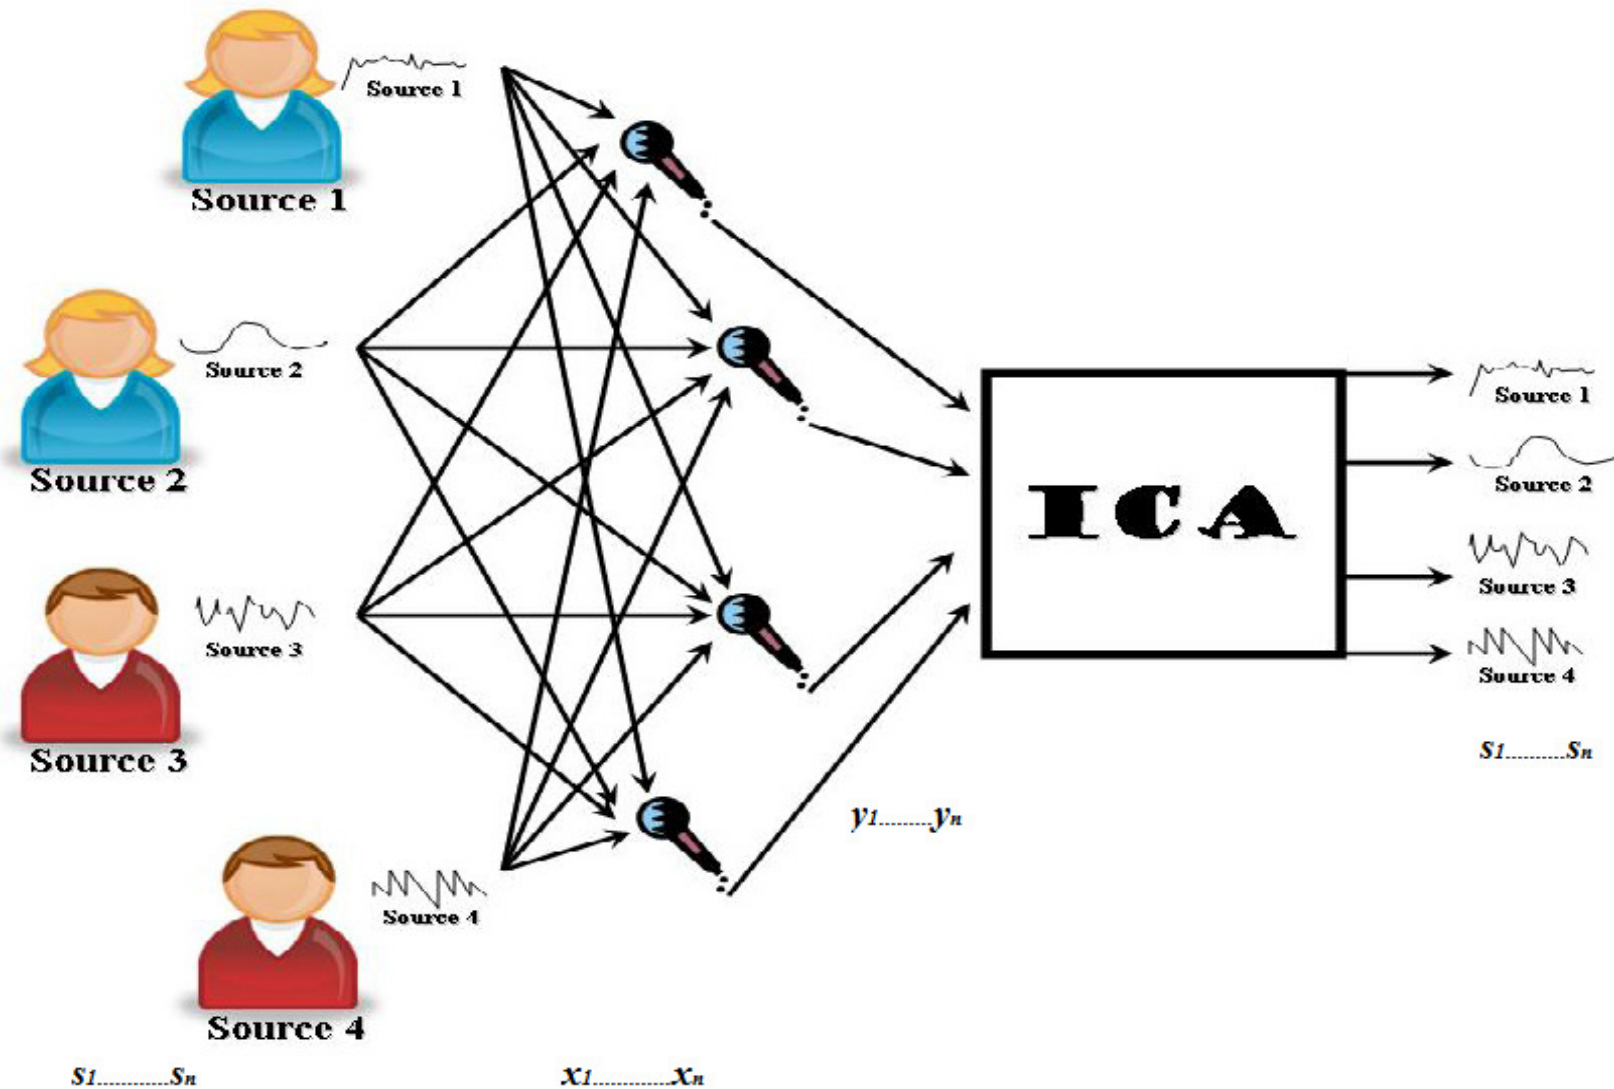 Source 1
Source 1
Source 2
Source 2
Source 3
Source 3
Source 4
Source 4
ICA
Source 1
Source 2
Source 3
Source 4
s1............sn
x1.............xn
y1.........yn
s1..........sn